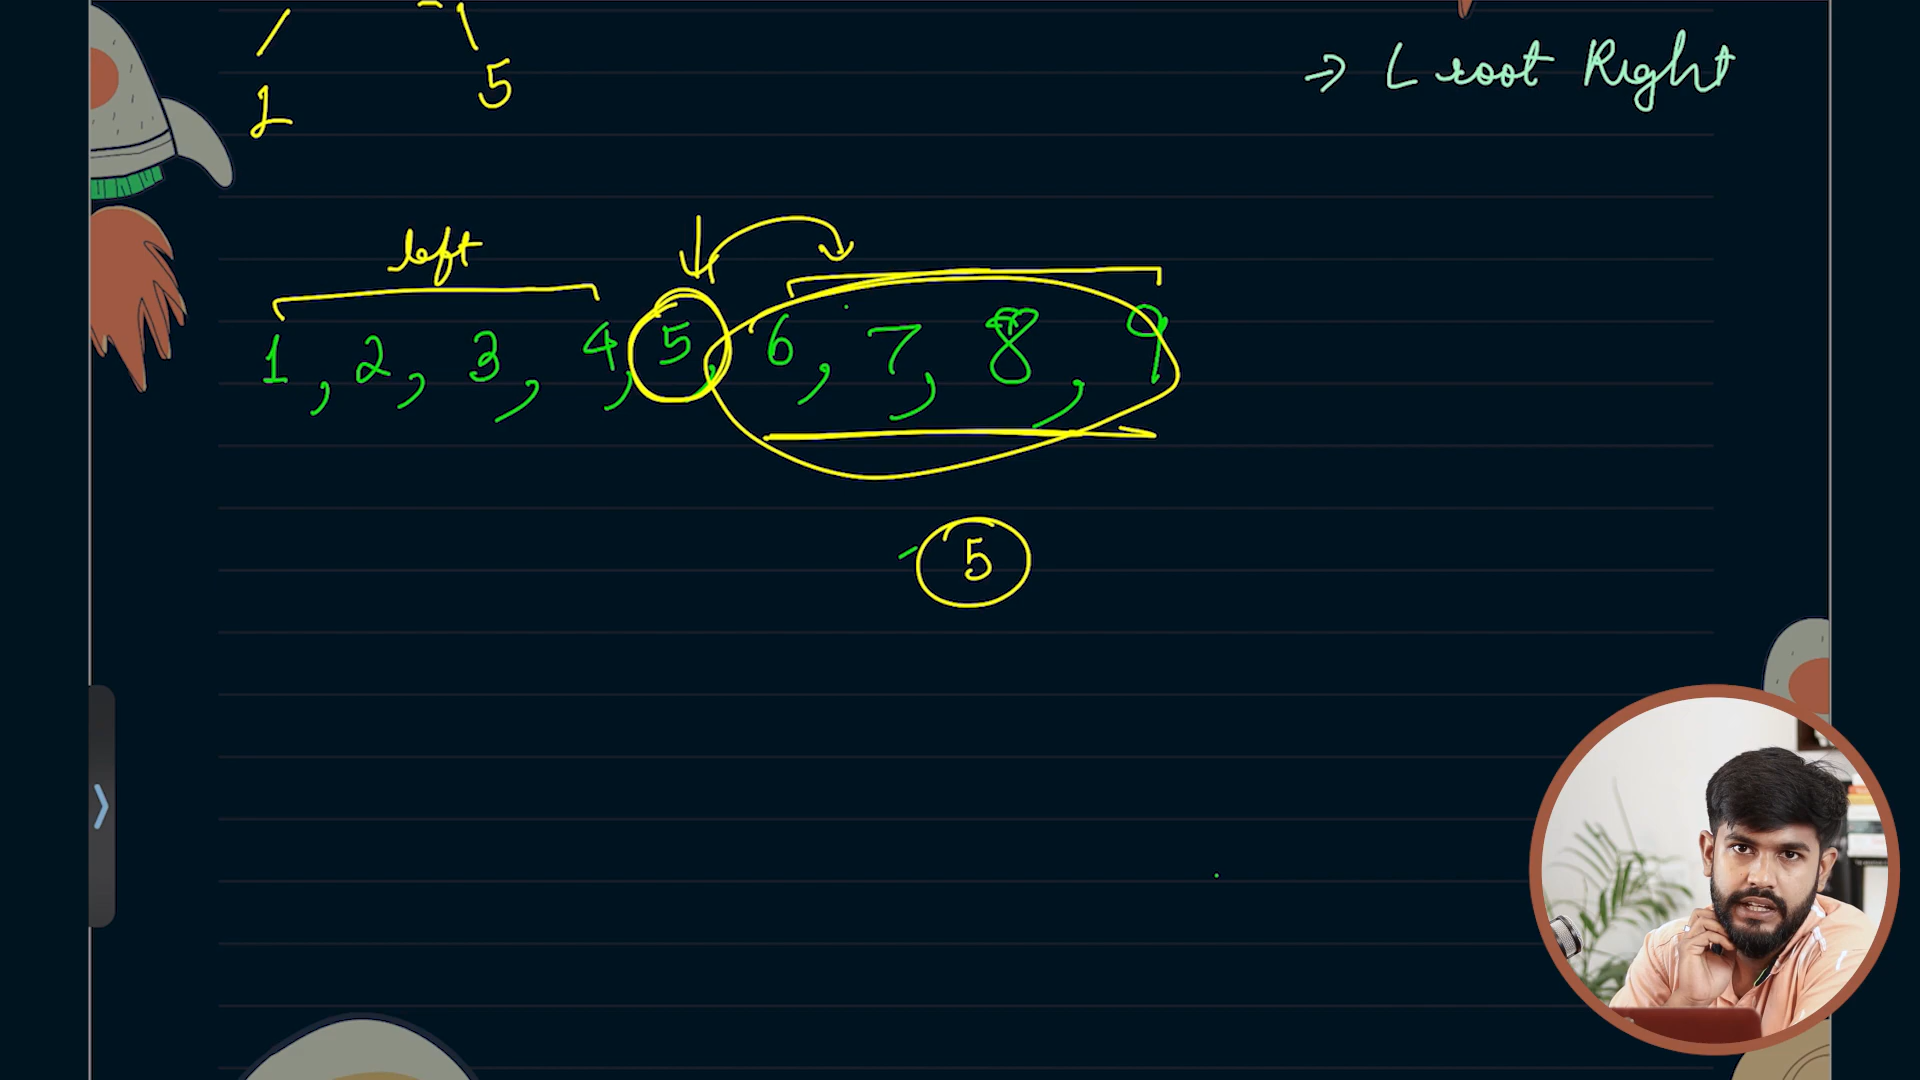 → L root Right
1 5
left
1, 2, 3, 4, 5, 6, 7, 8, 9
5